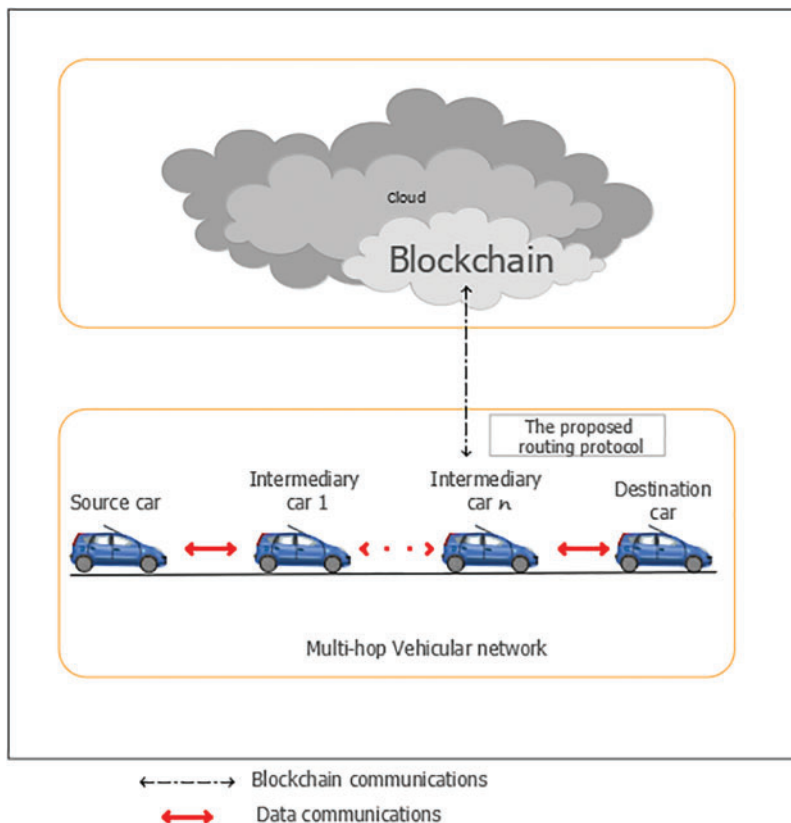 Cloud
Blockchain
The proposed
routing protocol
Source car
Intermediary
car 1
Intermediary
car n
Destination
car
Multi-hop Vehicular network
Blockchain communications
Data communications